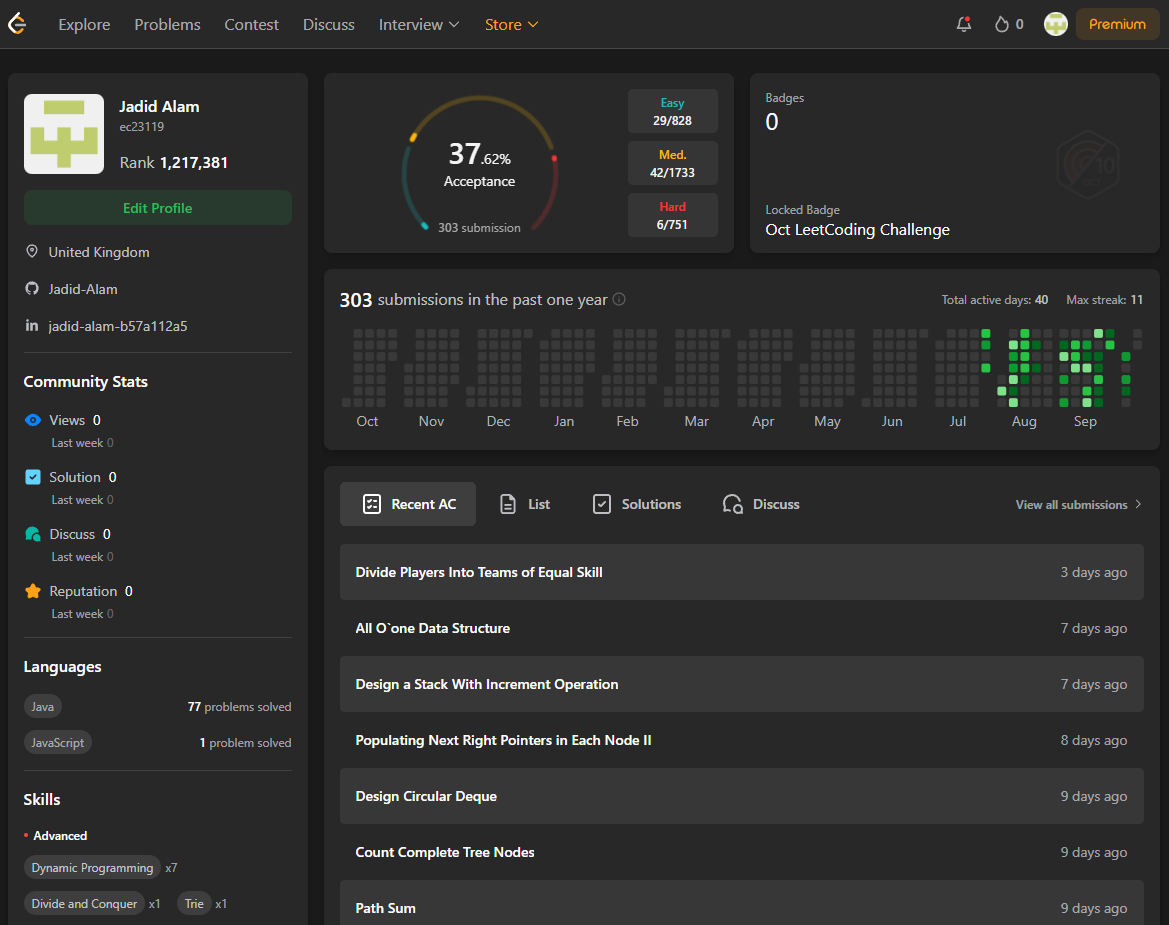 Explore Problems Contest Discuss Interview Store 0 Premium
Jadid Alam
ec23119
Rank 1,217,381
Edit Profile
United Kingdom
Jadid-Alam
jadid-alam-b57a112a5
Community Stats
Views 0
Last week 0
Solution 0
Last week 0
Discuss 0
Last week 0
Reputation 0
Last week 0
Languages
Java 77 problems solved
JavaScript 1 problem solved
Skills
Advanced
Dynamic Programming x7
Divide and Conquer x1 Trie x1
37.62%
Acceptance
303 submission
Easy
29/828
Med.
42/1733
Hard
6/751
Badges
0
10
OCT
Locked Badge
Oct LeetCoding Challenge
303 submissions in the past one year Total active days: 40 Max streak: 11
Oct Nov Dec Jan Feb Mar Apr May Jun Jul Aug Sep
Recent AC List Solutions Discuss View all submissions
Divide Players Into Teams of Equal Skill 3 days ago
All O`one Data Structure 7 days ago
Design a Stack With Increment Operation 7 days ago
Populating Next Right Pointers in Each Node II 8 days ago
Design Circular Deque 9 days ago
Count Complete Tree Nodes 9 days ago
Path Sum 9 days ago